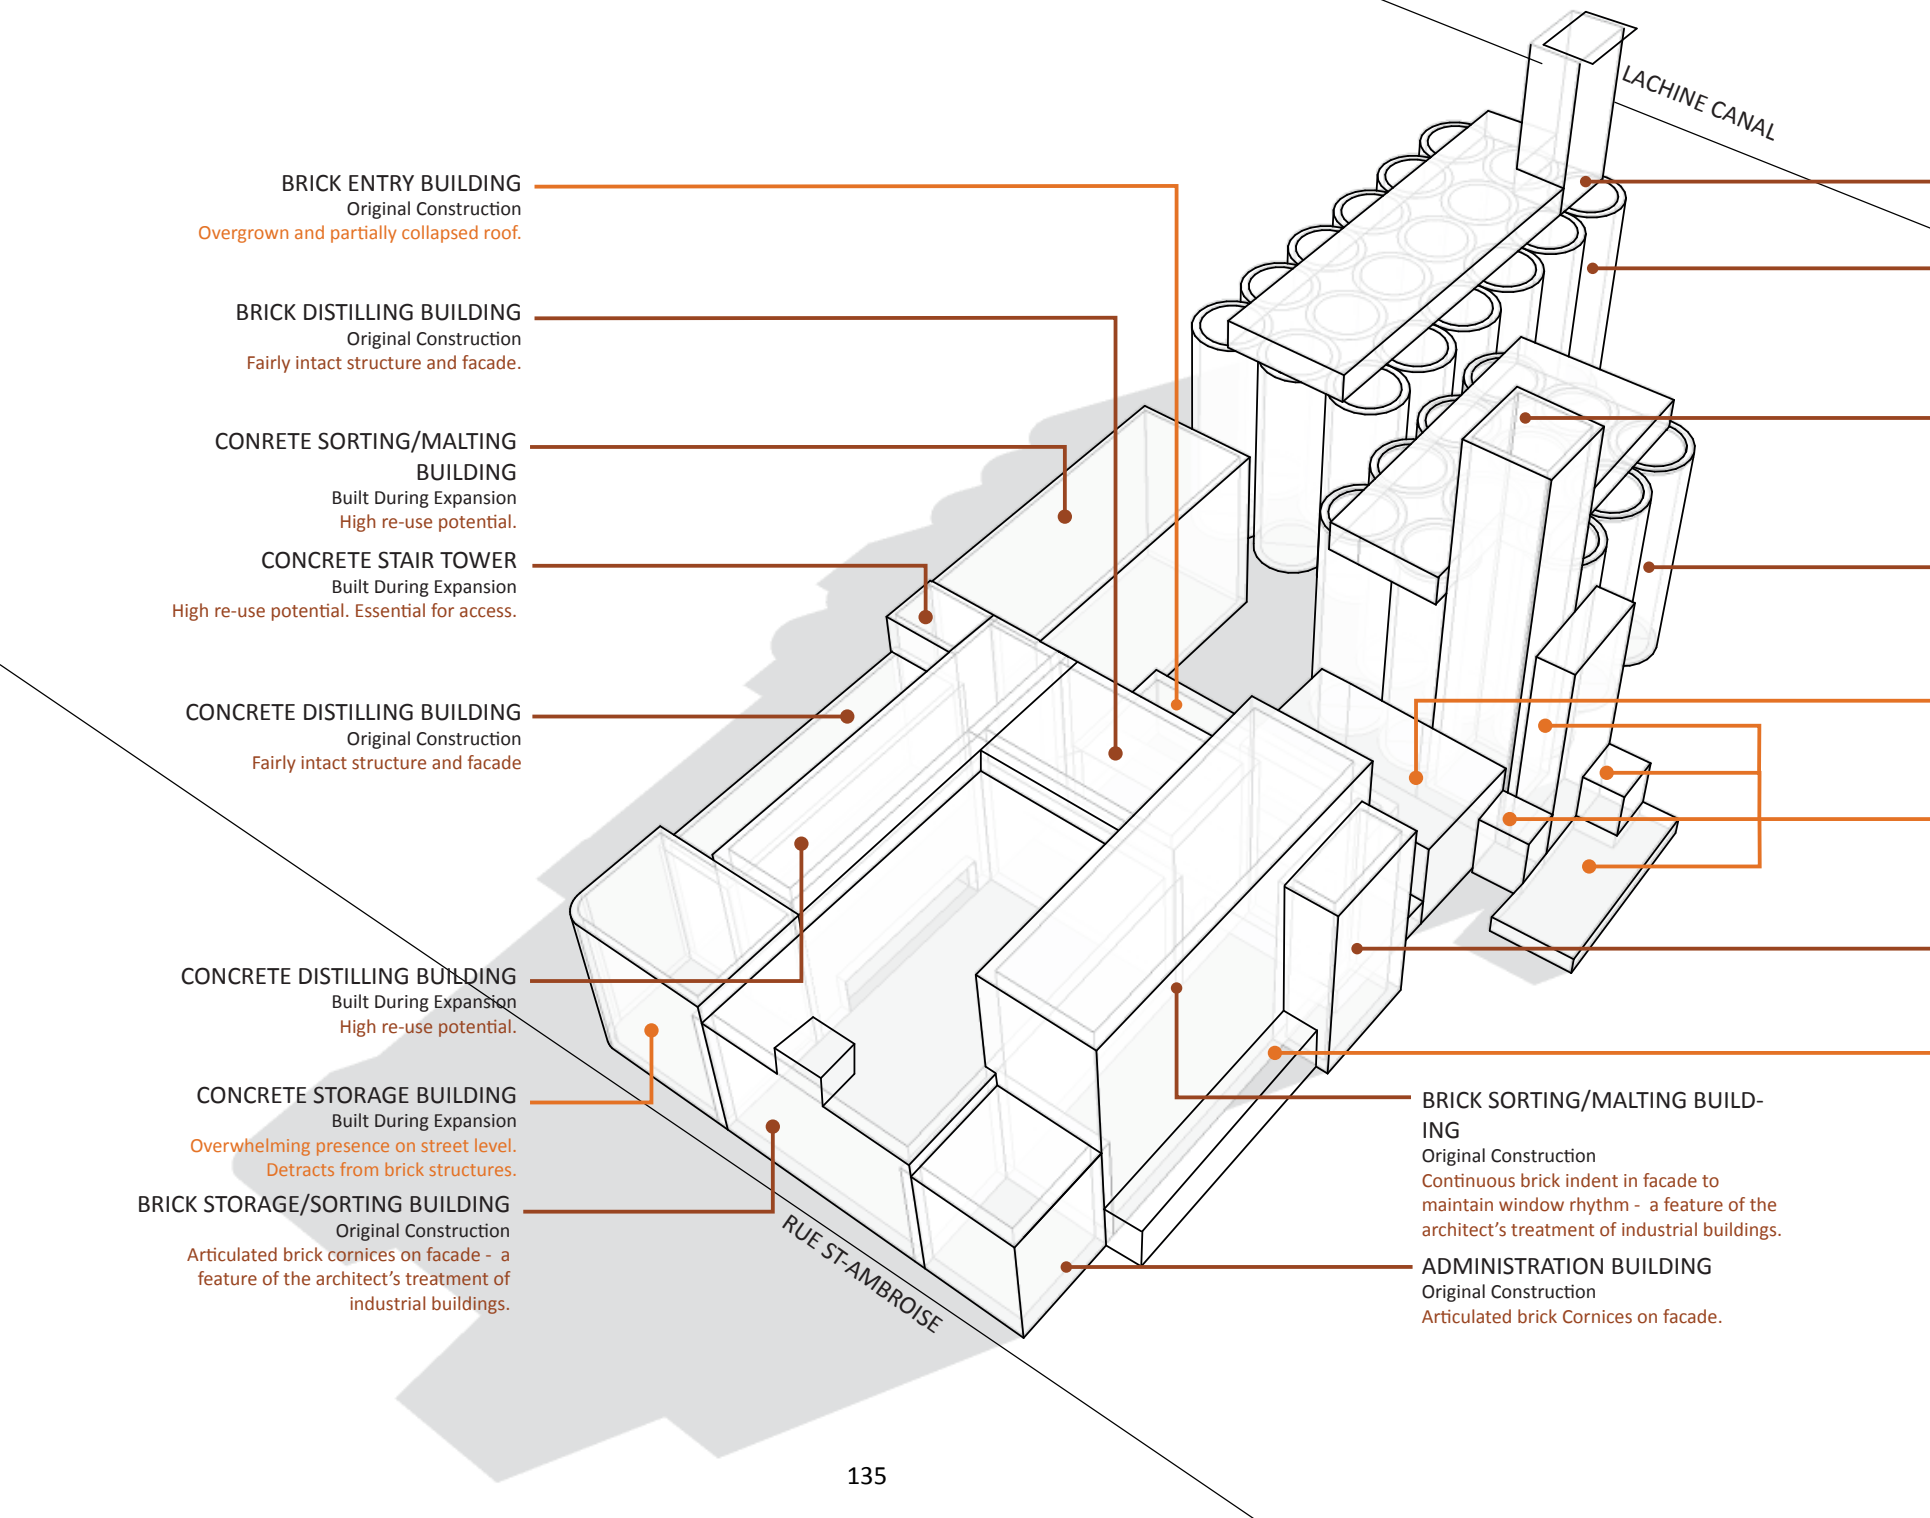 LACHINE CANAL
BRICK ENTRY BUILDING
Original Construction
Overgrown and partially collapsed roof.
BRICK DISTILLING BUILDING
Original Construction
Fairly intact structure and facade.
CONRETE SORTING/MALTING
BUILDING
Built During Expansion
High re-use potential.
CONCRETE STAIR TOWER
Built During Expansion
High re-use potential. Essential for access.
CONCRETE DISTILLING BUILDING
Original Construction
Fairly intact structure and facade
CONCRETE DISTILLING BUILDING
Built During Expansion
High re-use potential.
CONCRETE STORAGE BUILDING
Built During Expansion
Overwhelming presence on street level.
Detracts from brick structures.
BRICK STORAGE/SORTING BUILDING
Original Construction
Articulated brick cornices on facade - a
feature of the architect's treatment of
industrial buildings.
RUE ST-AMBROISE
BRICK SORTING/MALTING BUILD-
ING
Original Construction
Continuous brick indent in facade to
maintain window rhythm - a feature of the
architect's treatment of industrial buildings.
ADMINISTRATION BUILDING
Original Construction
Articulated brick Cornices on facade.
135